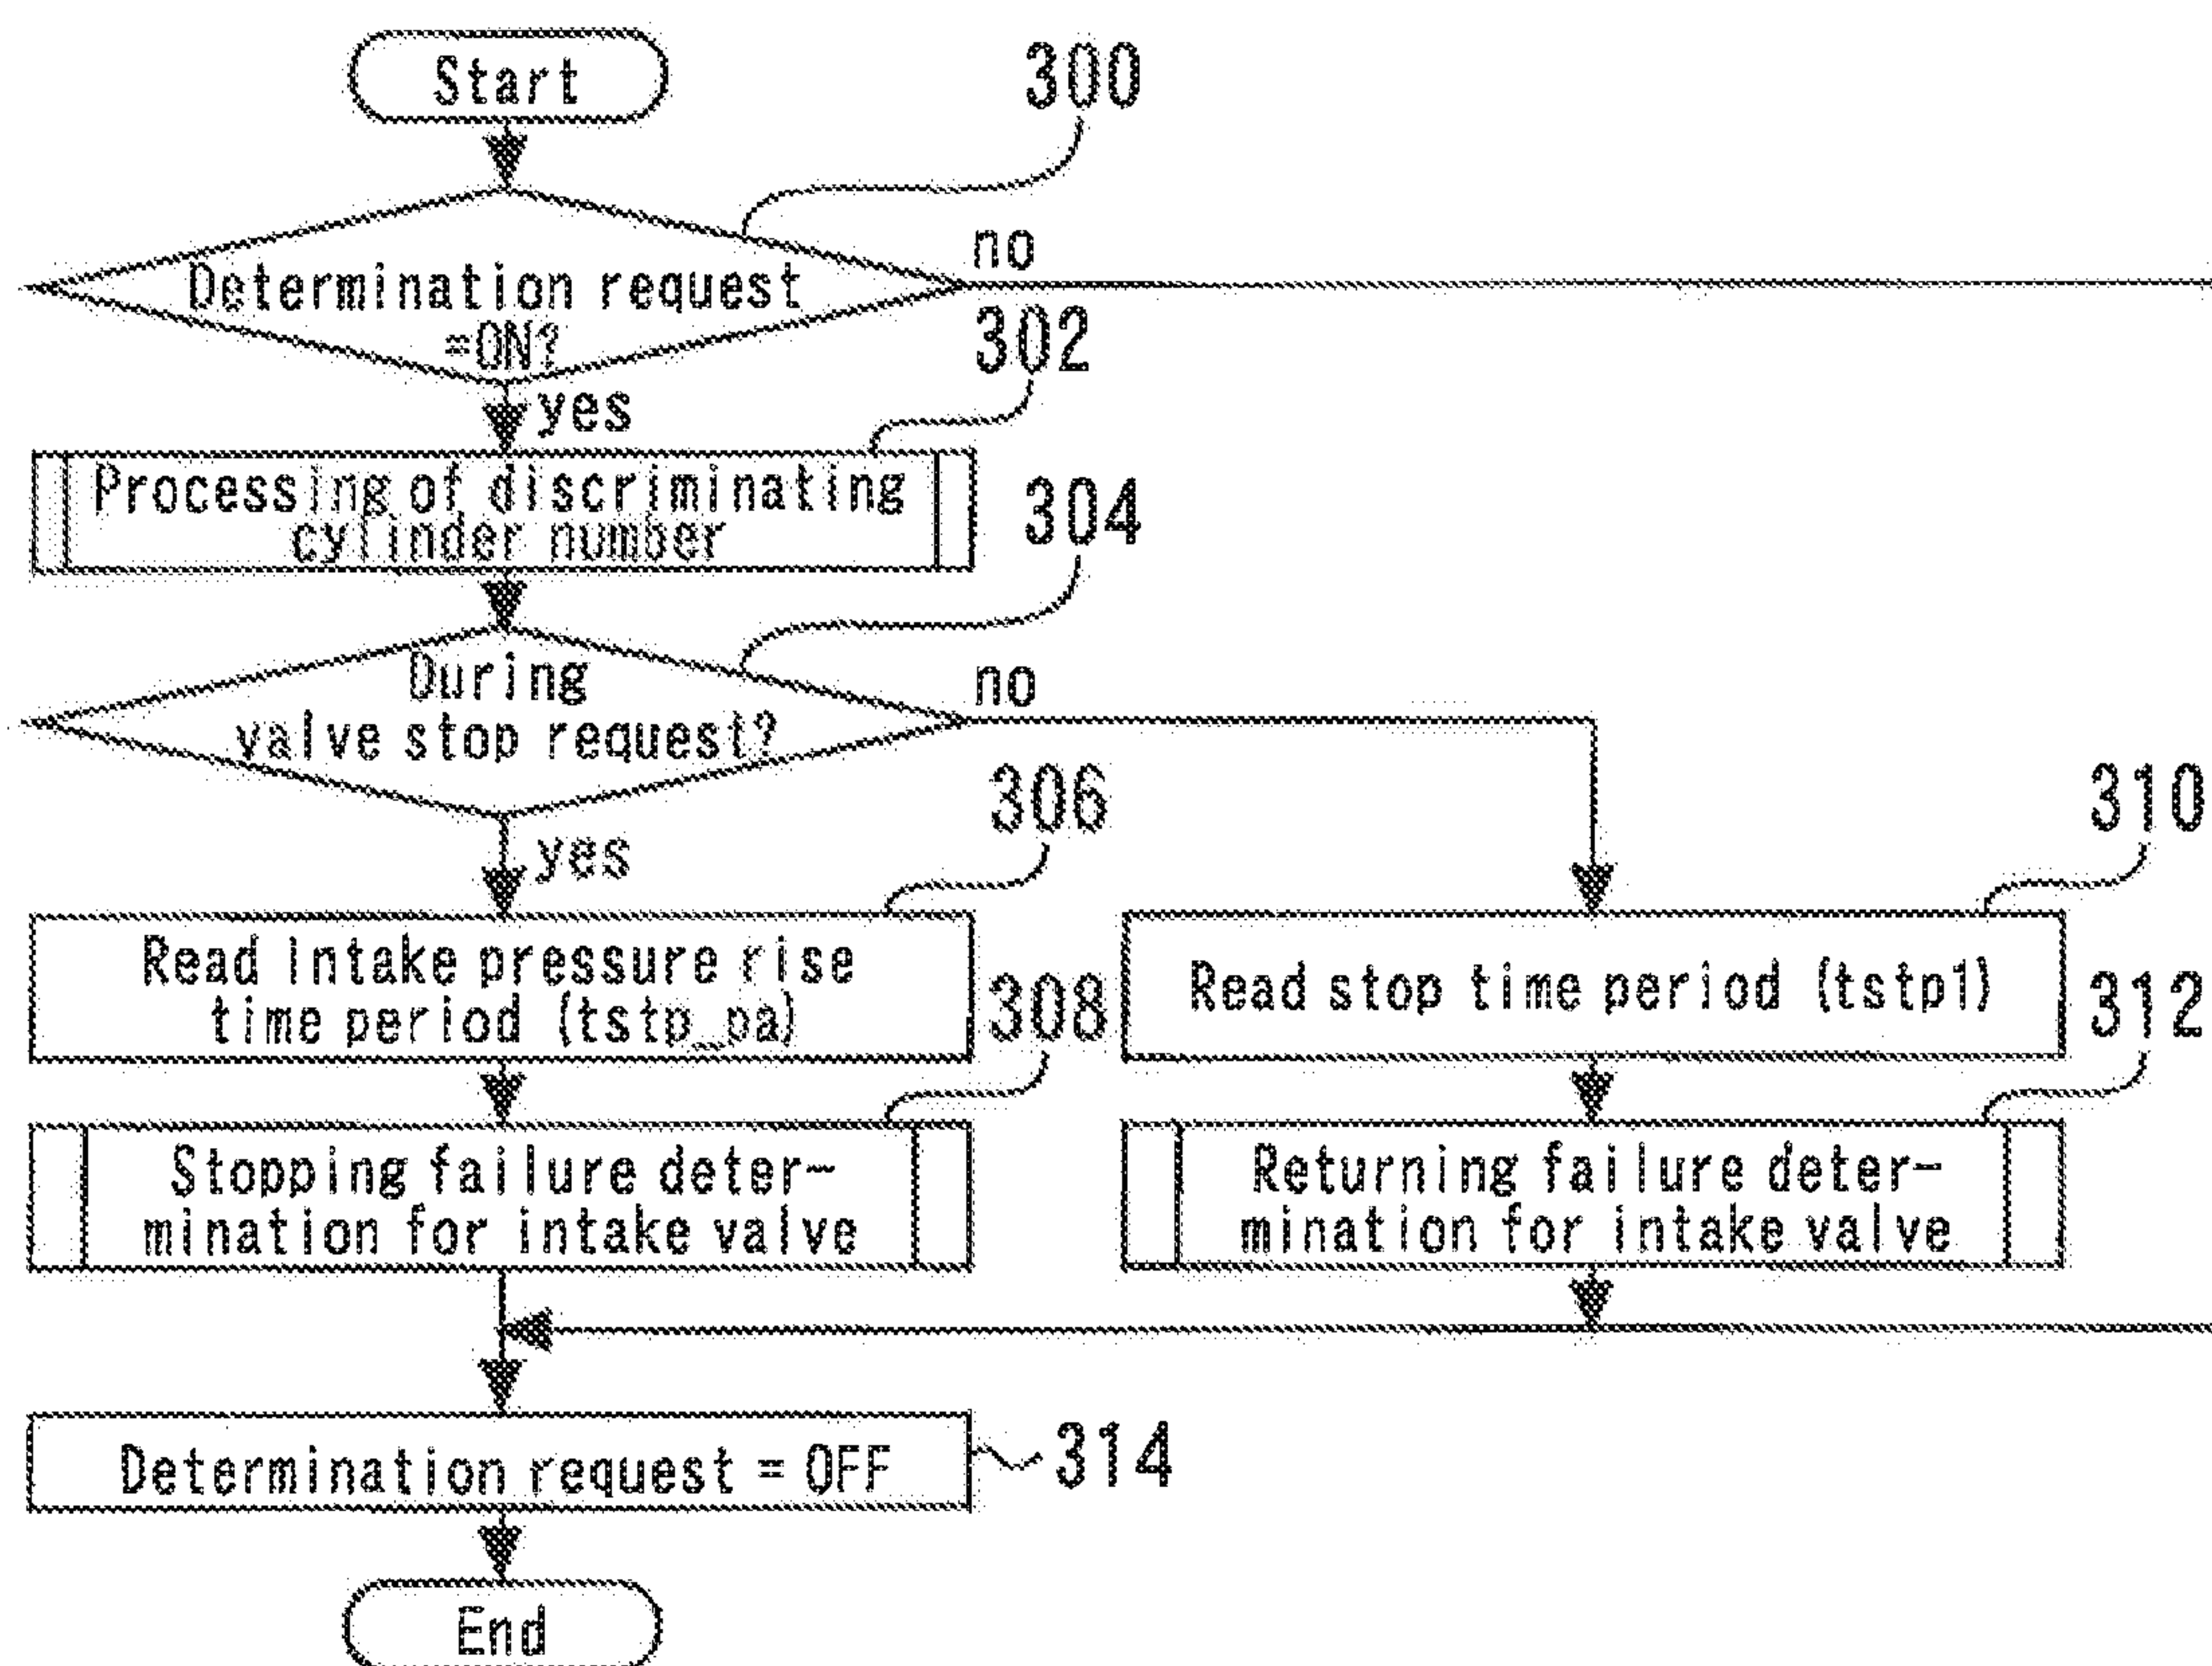 Start
300
Determination request
=ON?
no
302
yes
Processing of discriminating
cylinder number
304
During
valve stop request?
no
306
310
yes
Read Intake pressure rise
time period (tstp_pa)
308
Read stop time period (tstp1)
312
Stopping failure deter-
mination for intake valve
Returning failure deter-
mination for intake valve
Determination request = OFF
314
End